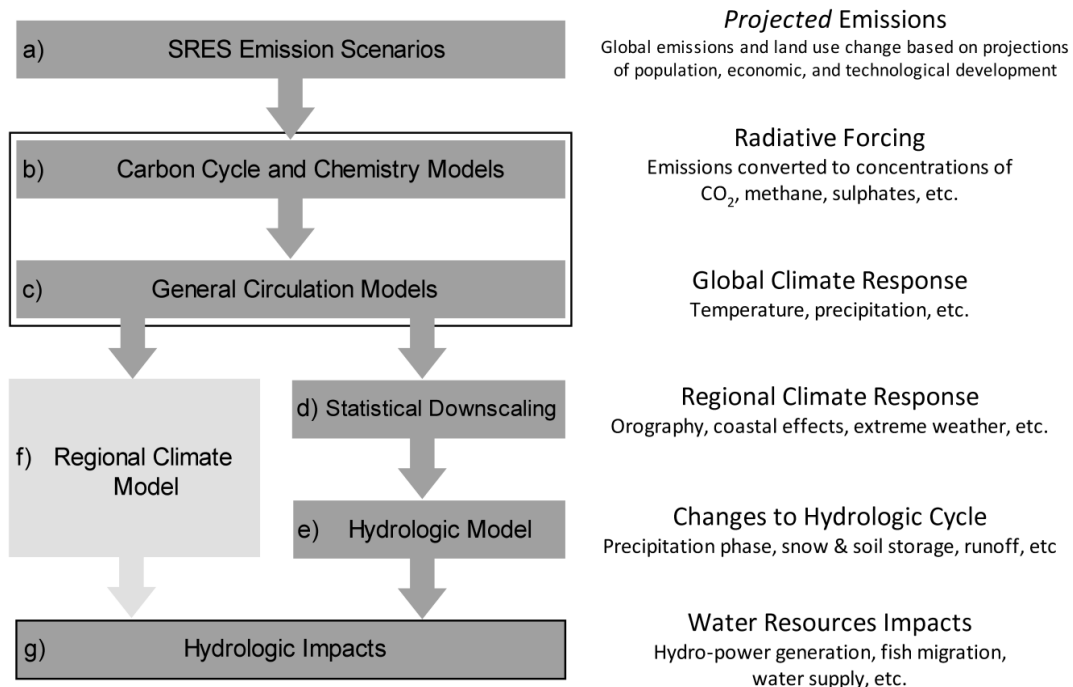 a) SRES Emission Scenarios
Projected Emissions
Global emissions and land use change based on projections
of population, economic, and technological development
b) Carbon Cycle and Chemistry Models
Radiative Forcing
Emissions converted to concentrations of
CO₂, methane, sulphates, etc.
c) General Circulation Models
Global Climate Response
Temperature, precipitation, etc.
d) Statistical Downscaling
Regional Climate Response
Orography, coastal effects, extreme weather, etc.
f) Regional Climate
Model
e) Hydrologic Model
Changes to Hydrologic Cycle
Precipitation phase, snow & soil storage, runoff, etc
g) Hydrologic Impacts
Water Resources Impacts
Hydro-power generation, fish migration,
water supply, etc.